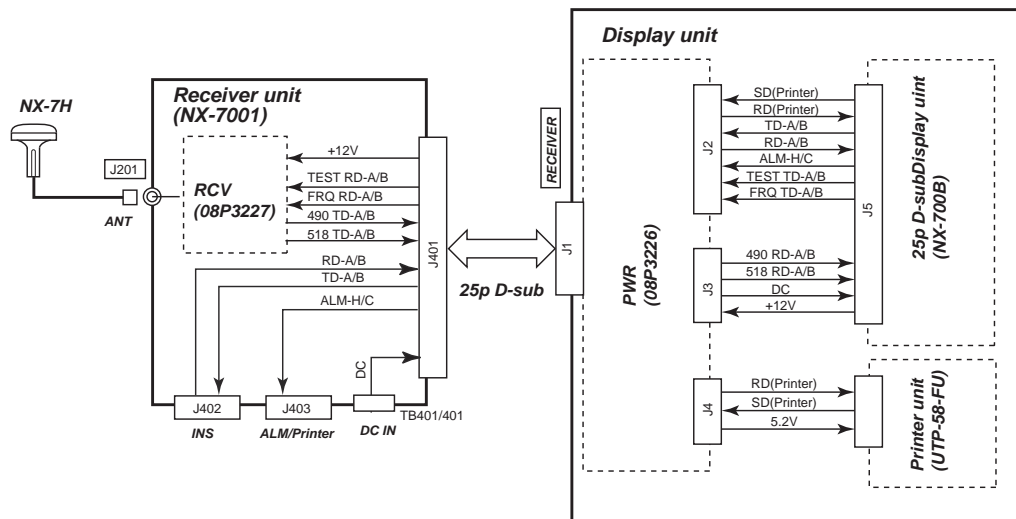 Display unit
NX-7H
Receiver unit
(NX-7001)
J201
ANT
RCV
(08P3227)
+12V
TEST RD-A/B
FRQ RD-A/B
490 TD-A/B
518 TD-A/B
RD-A/B
TD-A/B
ALM-H/C
DC
J401
J402
J403
TB401/401
INS
ALM/Printer
DC IN
25p D-sub
RECEIVER
J1
PWR
(08P3226)
J2
SD(Printer)
RD(Printer)
TD-A/B
RD-A/B
ALM-H/C
TEST TD-A/B
FRQ TD-A/B
J3
490 RD-A/B
518 RD-A/B
DC
+12V
J5
25p D-subDisplay uint
(NX-700B)
J4
RD(Printer)
SD(Printer)
5.2V
Printer unit
(UTP-58-FU)